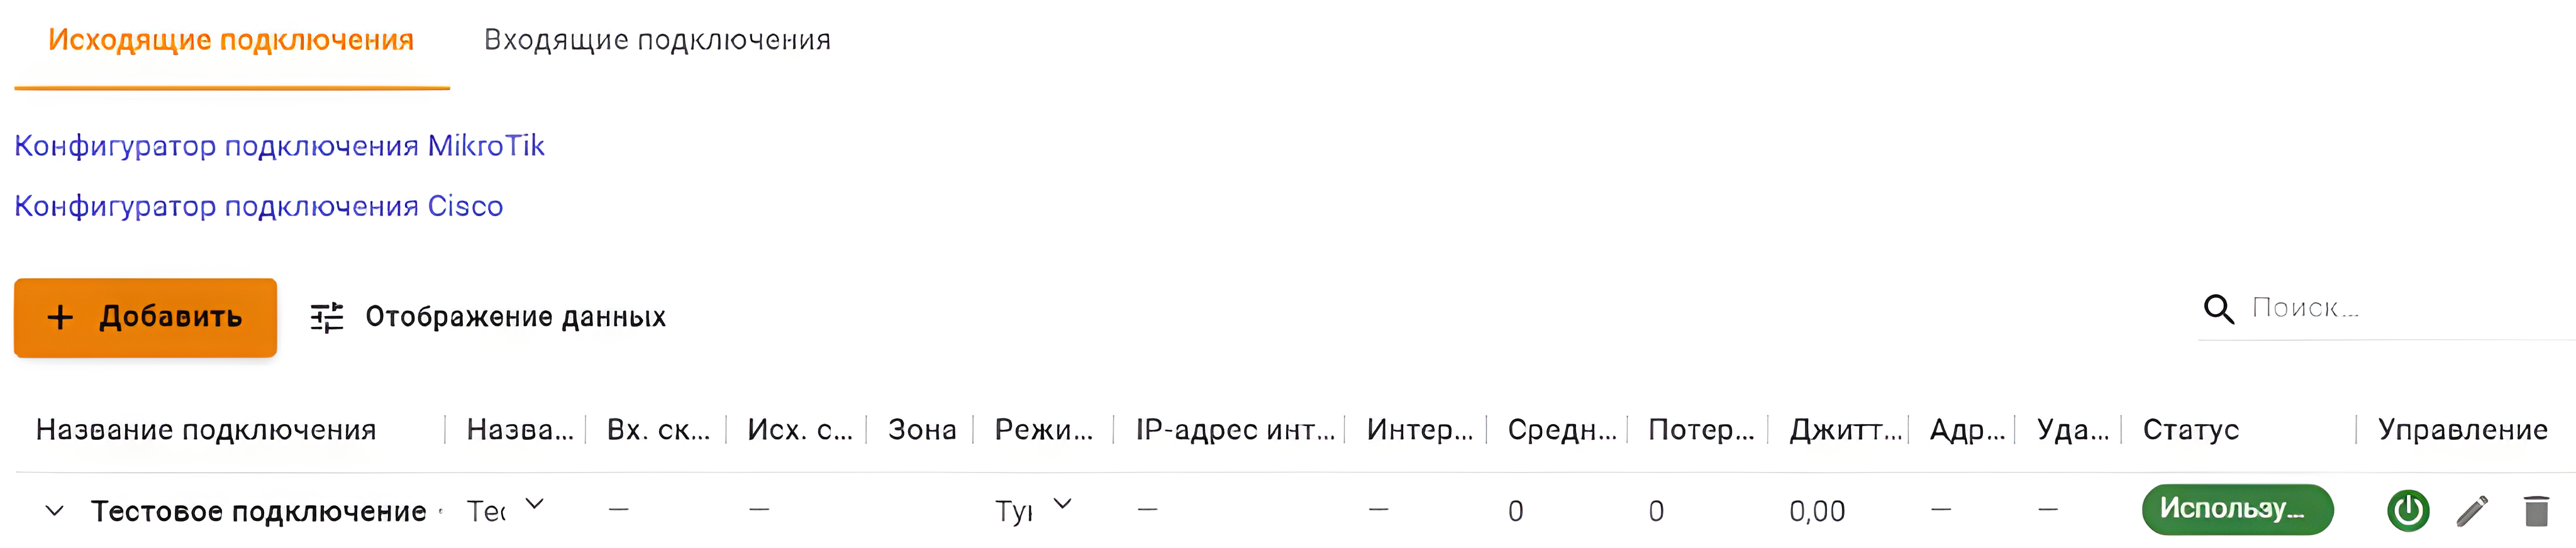 Исходящие подключения Входящие подключения
Конфигуратор подключения MikroTik
Конфигуратор подключения Cisco
+ Добавить Отображение данных Поиск...
Название подключения Назва... Вх. ск... Исх. с... Зона Режи... IP-адрес инт... Интер... Средн... Потер... Джитт... Адр... Уда... Статус Управление
Тестовое подключение Тес — — Тун — — 0 0 0,00 — — Использу...